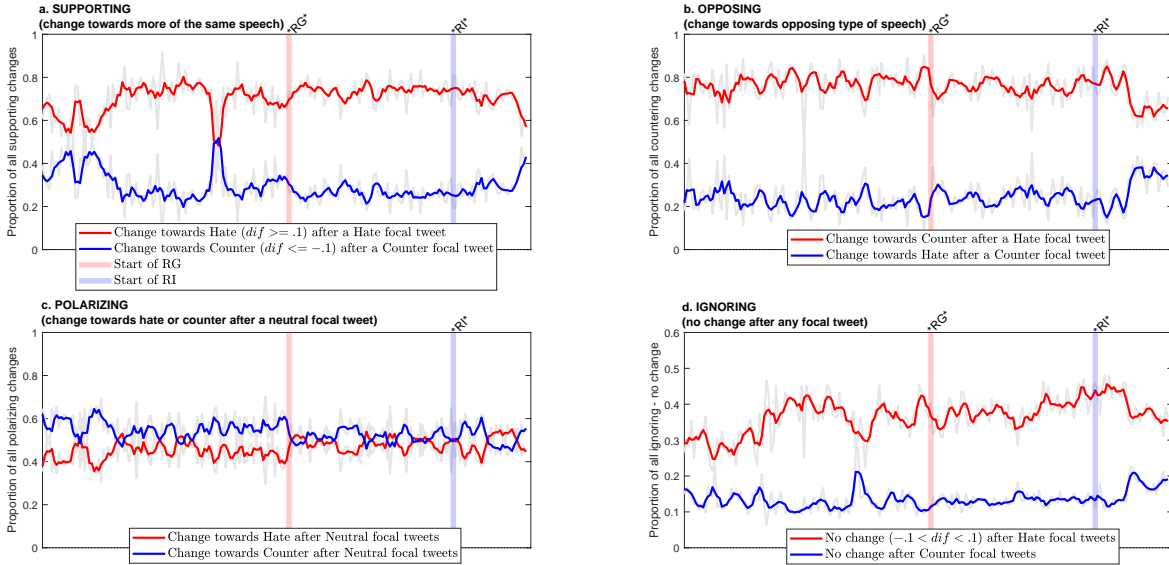 a. SUPPORTING
(change towards more of the same speech)
*RG*
*RI*
Proportion of all supporting changes
1
0.8
0.6
0.4
0.2
0
Change towards Hate (dif >= .1) after a Hate focal tweet
Change towards Counter (dif <= −.1) after a Counter focal tweet
Start of RG
Start of RI
b. OPPOSING
(change towards opposing type of speech)
*RG*
*RI*
Proportion of all countering changes
1
0.8
0.6
0.4
0.2
0
Change towards Counter after a Hate focal tweet
Change towards Hate after a Counter focal tweet
c. POLARIZING
(change towards hate or counter after a neutral focal tweet)
*RG*
*RI*
Proportion of all polarizing changes
1
0.8
0.6
0.4
0.2
0
Change towards Hate after Neutral focal tweets
Change towards Counter after Neutral focal tweets
d. IGNORING
(no change after any focal tweet)
*RG*
*RI*
Proportion of all ignoring - no change
0.6
0.5
0.4
0.3
0.2
0.1
0
No change (−.1 < dif < .1) after Hate focal tweets
No change after Counter focal tweets